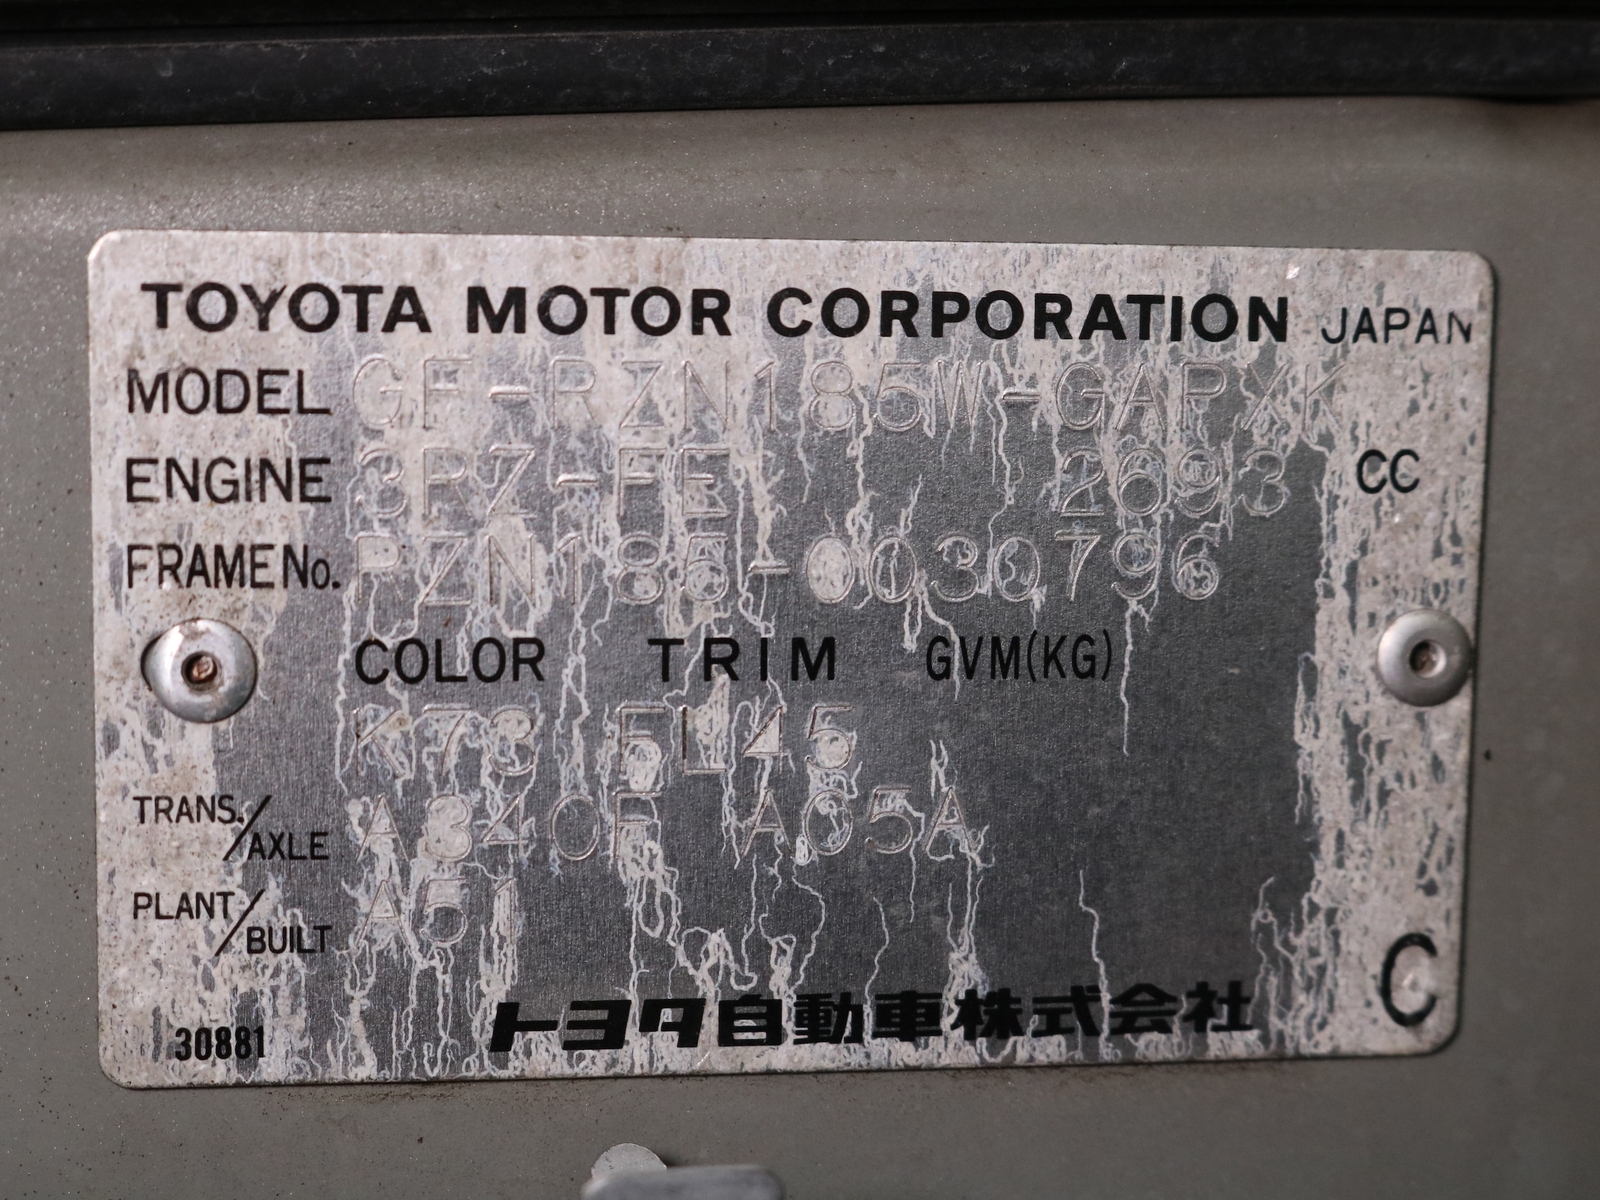 TOYOTA MOTOR CORPORATION JAPAN
MODEL GF-RZN185W-GAPXK
ENGINE 3RZ-FE 2693 CC
FRAME No. RZN185-0030796
COLOR TRIM GVM(KG)
K73 FL45
TRANS./AXLE A340F A05A
PLANT/BUILT A51
C
30881 トヨタ自動車株式会社